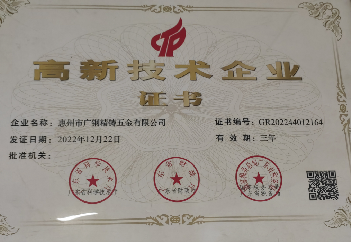 高新技术企业
证书
企业名称：惠州市广钢精铸五金有限公司 证书编号：GR202244012164
发证日期：2022年12月22日 有效期：三年
批准机关：